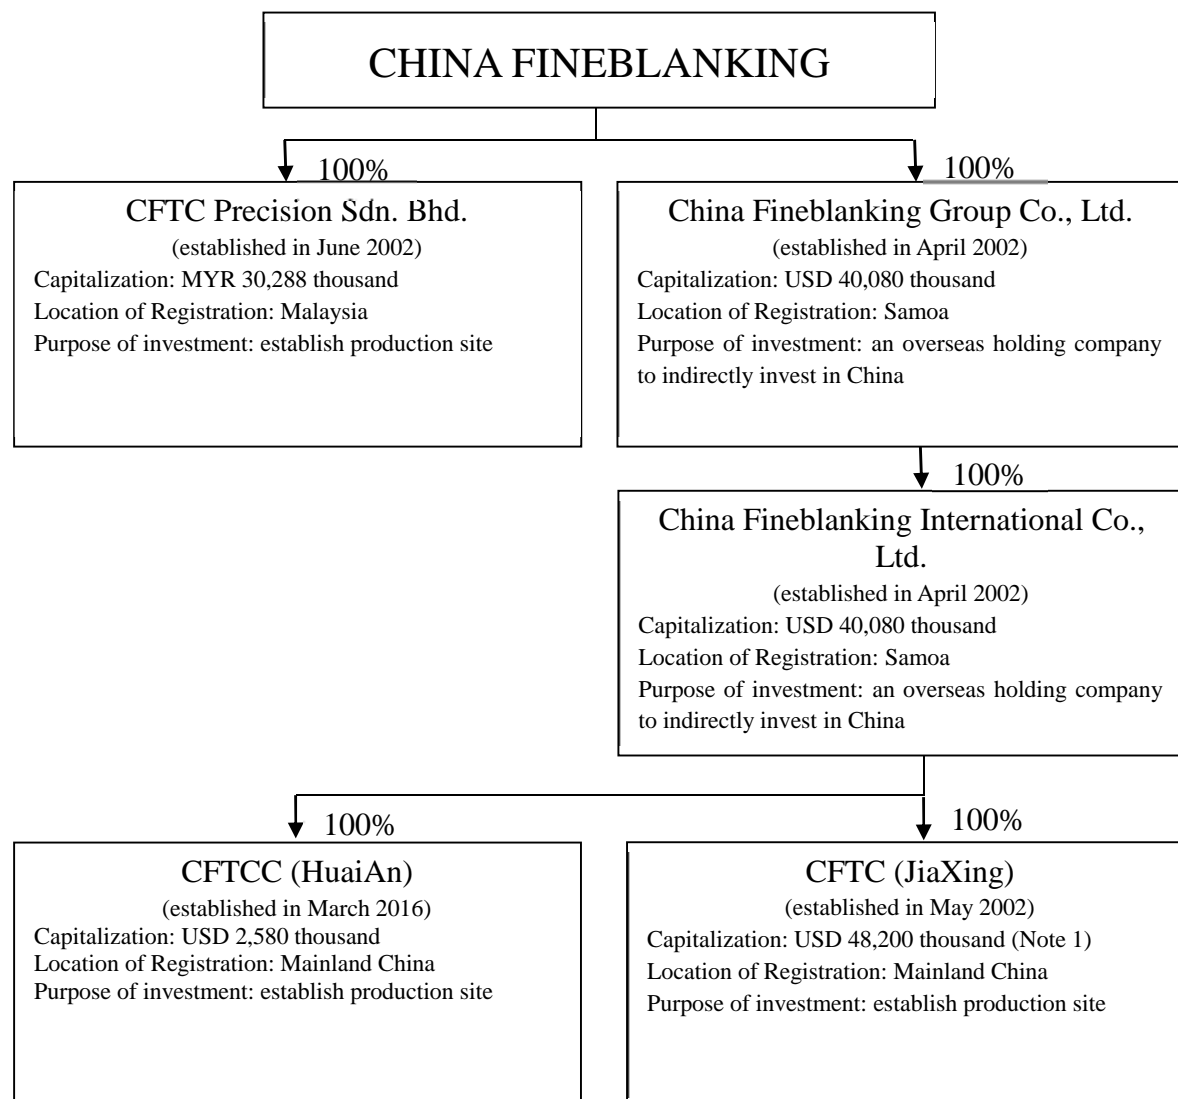 CHINA FINEBLANKING
100%
100%
CFTC Precision Sdn. Bhd.
(established in June 2002)
Capitalization: MYR 30,288 thousand
Location of Registration: Malaysia
Purpose of investment: establish production site
China Fineblanking Group Co., Ltd.
(established in April 2002)
Capitalization: USD 40,080 thousand
Location of Registration: Samoa
Purpose of investment: an overseas holding company
to indirectly invest in China
100%
China Fineblanking International Co.,
Ltd.
(established in April 2002)
Capitalization: USD 40,080 thousand
Location of Registration: Samoa
Purpose of investment: an overseas holding company
to indirectly invest in China
100%
100%
CFTCC (HuaiAn)
(established in March 2016)
Capitalization: USD 2,580 thousand
Location of Registration: Mainland China
Purpose of investment: establish production site
CFTC (JiaXing)
(established in May 2002)
Capitalization: USD 48,200 thousand (Note 1)
Location of Registration: Mainland China
Purpose of investment: establish production site